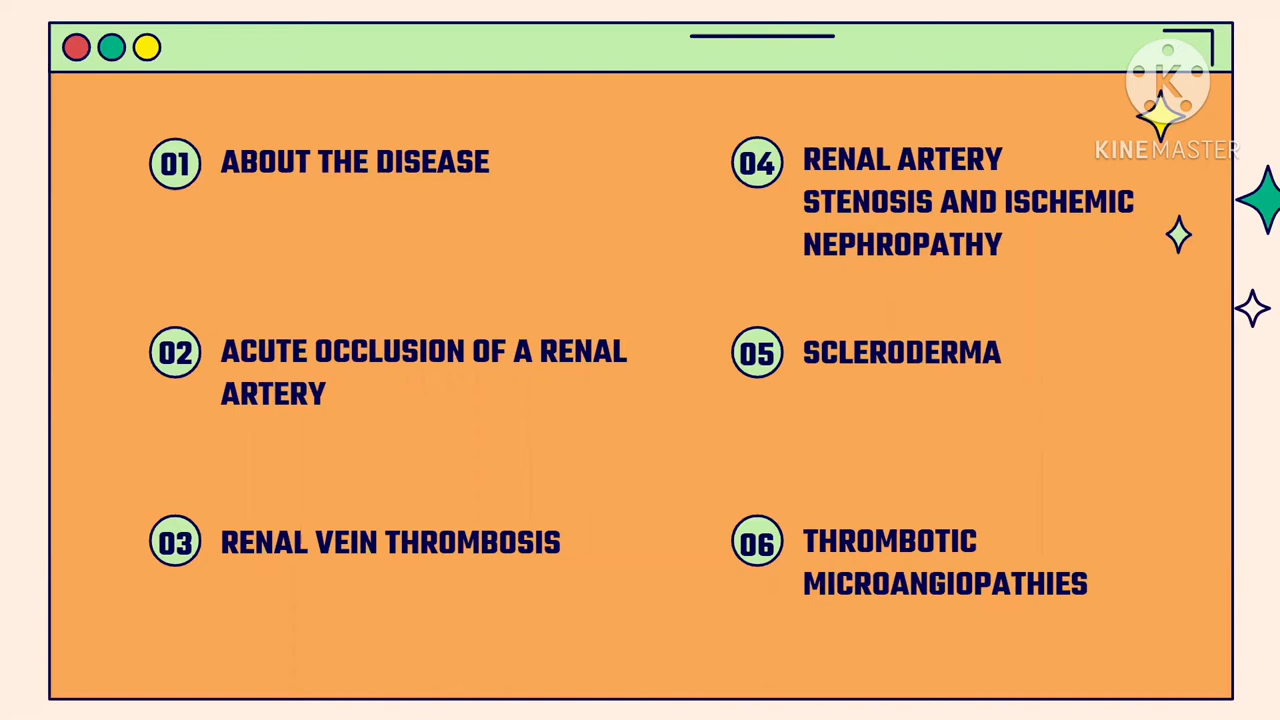 01 ABOUT THE DISEASE
02 ACUTE OCCLUSION OF A RENAL
ARTERY
03 RENAL VEIN THROMBOSIS
04 RENAL ARTERY
STENOSIS AND ISCHEMIC
NEPHROPATHY
05 SCLERODERMA
06 THROMBOTIC
MICROANGIOPATHIES
K
KINEMASTER